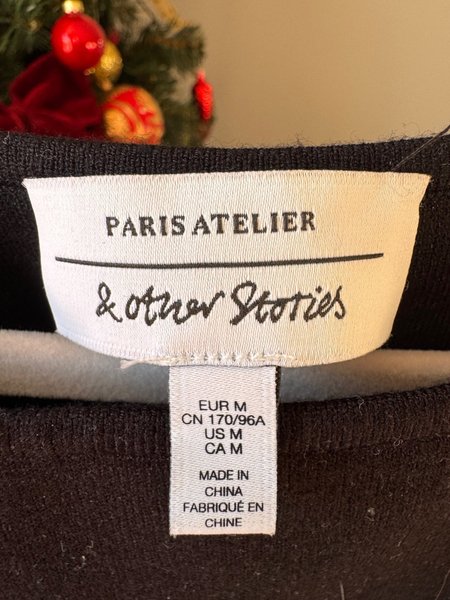 PARIS ATELIER
& other Stories
EUR M
CN 170/96A
US M
CA M
MADE IN
CHINA
FABRIQUÉ EN
CHINE